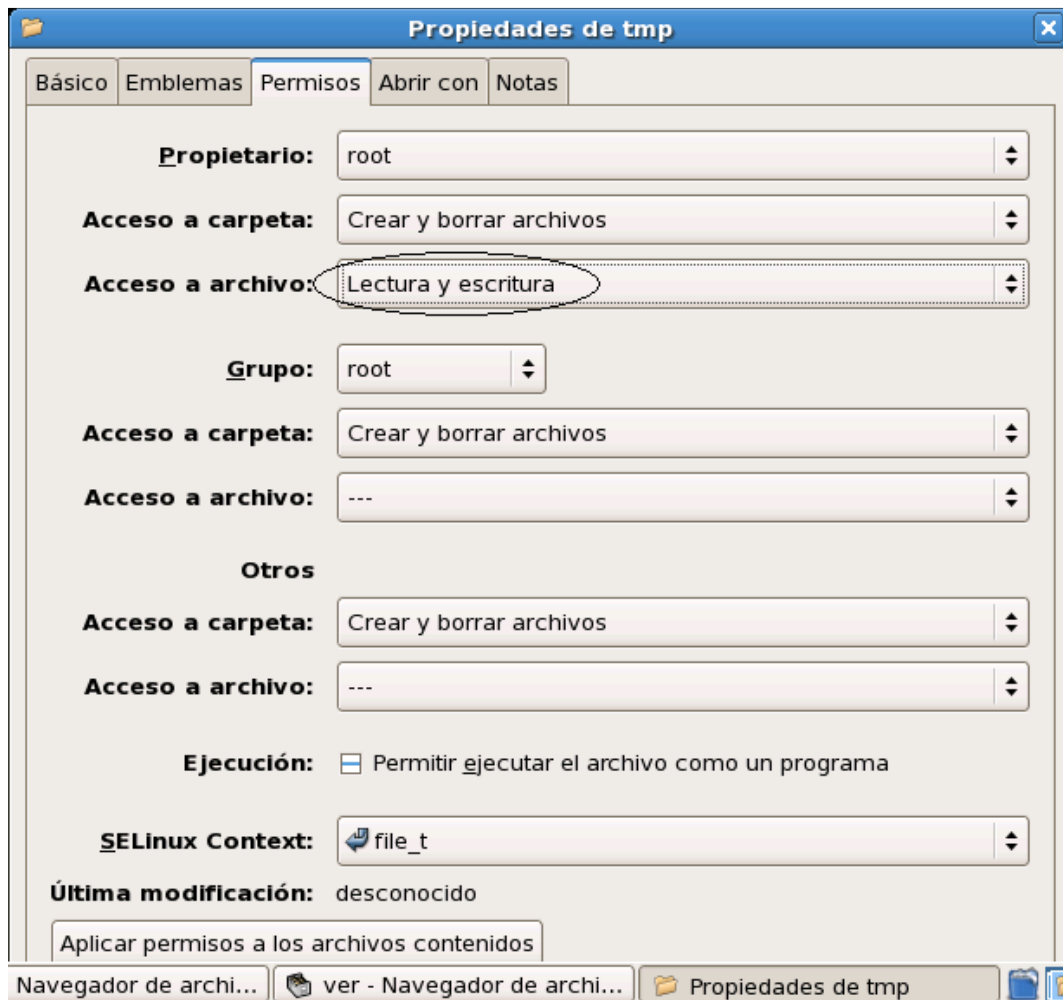 Propiedades de tmp
Básico Emblemas Permisos Abrir con Notas
Propietario: root
Acceso a carpeta: Crear y borrar archivos
Acceso a archivo: Lectura y escritura
Grupo: root
Acceso a carpeta: Crear y borrar archivos
Acceso a archivo: ---
Otros
Acceso a carpeta: Crear y borrar archivos
Acceso a archivo: ---
Ejecución: Permitir ejecutar el archivo como un programa
SELinux Context: file_t
Última modificación: desconocido
Aplicar permisos a los archivos contenidos
Navegador de archi... ver - Navegador de archi... Propiedades de tmp